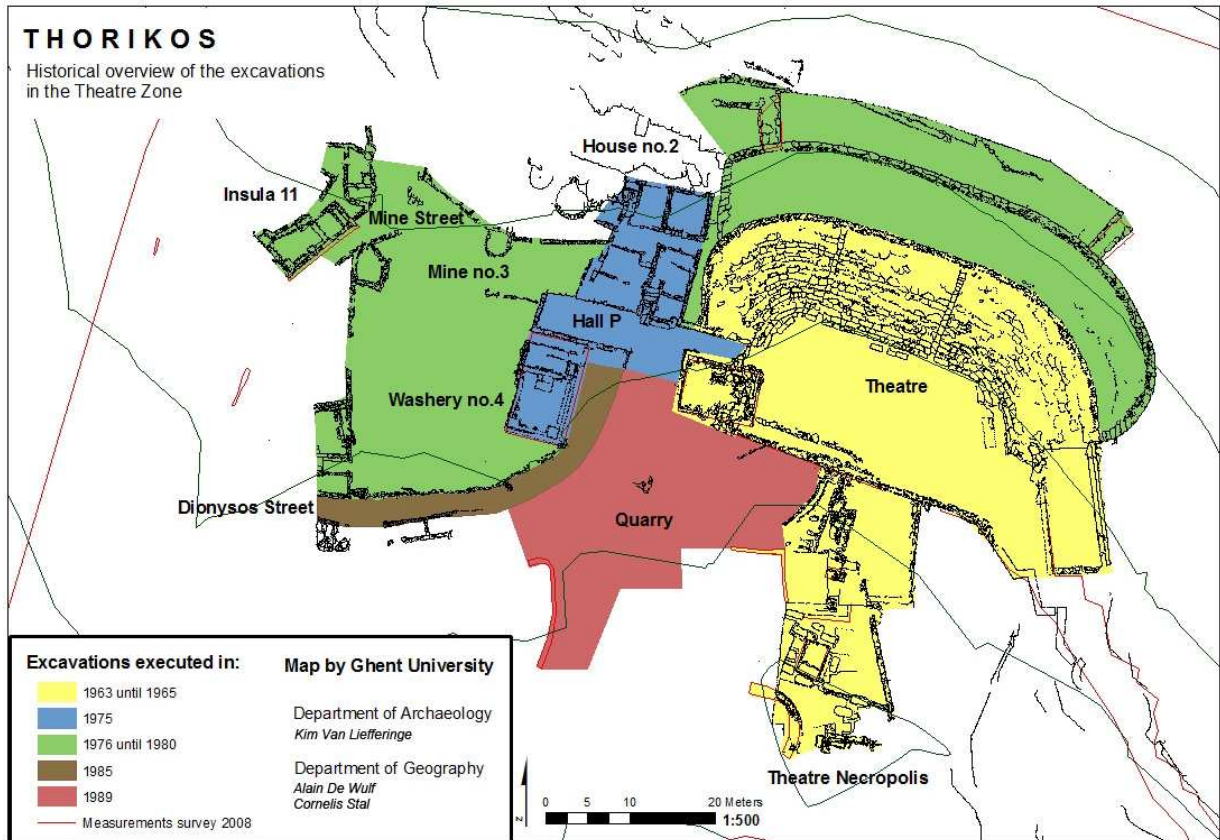 THORIKOS
Historical overview of the excavations
in the Theatre Zone
House no.2
Insula 11
Mine Street
Mine no.3
Hall P
Theatre
Washery no.4
Dionysos Street
Quarry
Theatre Necropolis
Excavations executed in:
1963 until 1965
1975
1976 until 1980
1985
1989
Measurements survey 2008
Map by Ghent University
Department of Archaeology
Kim Van Liefferinge
Department of Geography
Alain De Wulf
Cornelis Stal
N
0 5 10 20 Meters
1:500